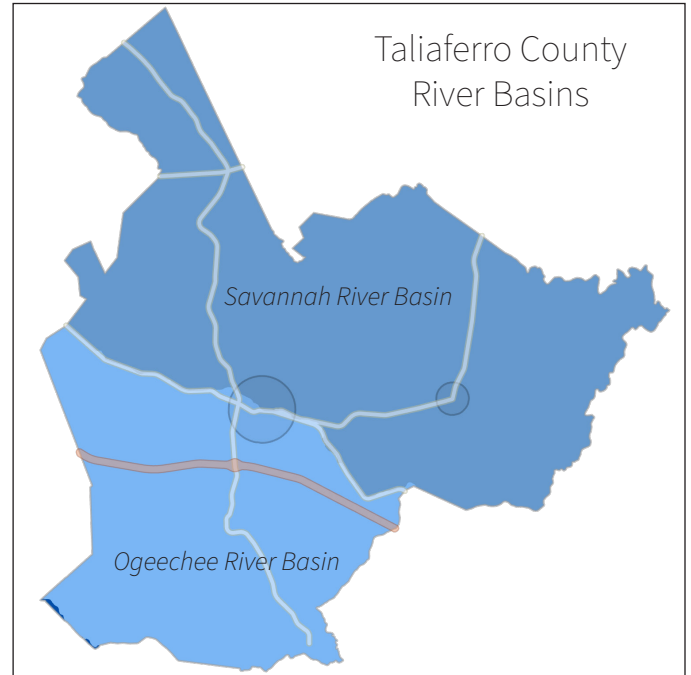 Taliaferro County
River Basins
Savannah River Basin
Ogeechee River Basin